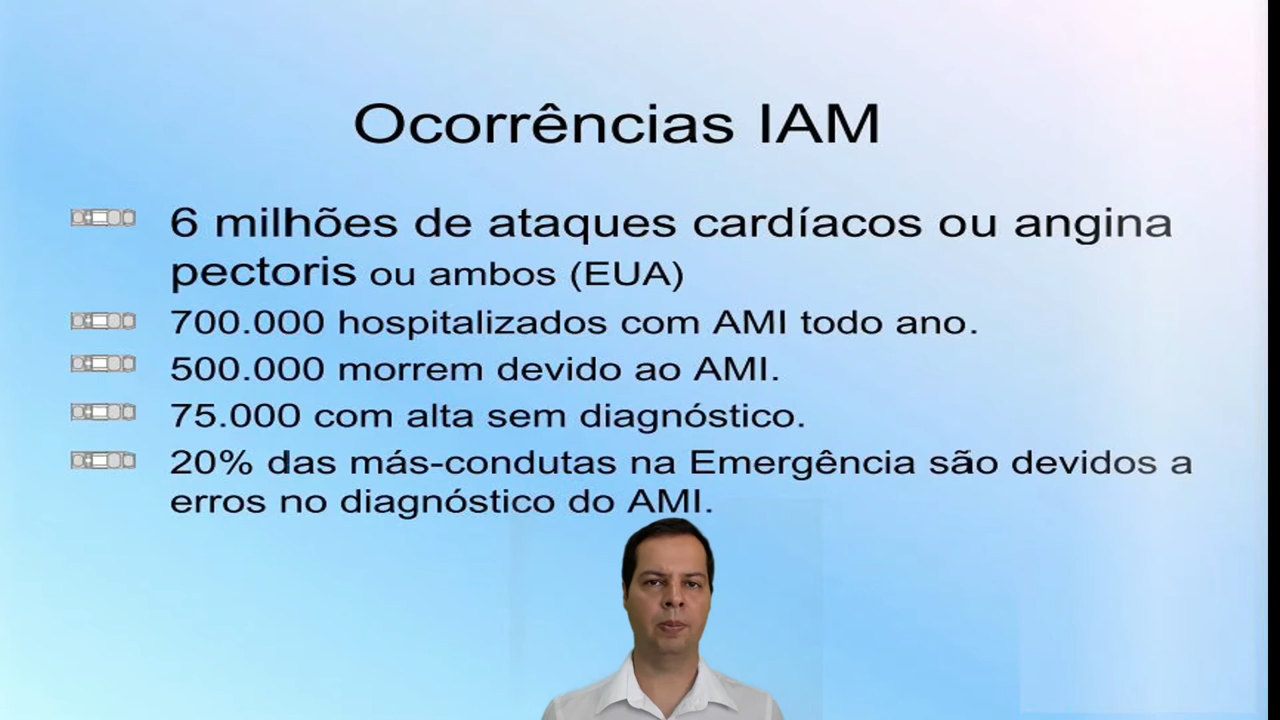 Ocorrências IAM
6 milhões de ataques cardíacos ou angina
pectoris ou ambos (EUA)
700.000 hospitalizados com AMI todo ano.
500.000 morrem devido ao AMI.
75.000 com alta sem diagnóstico.
20% das más-condutas na Emergência são devidos a
erros no diagnóstico do AMI.